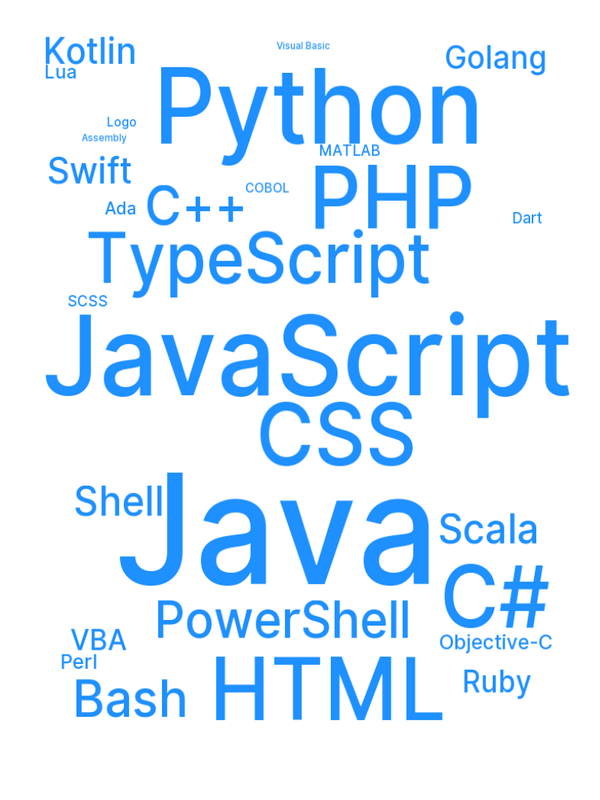 Kotlin
Visual Basic
Golang
Lua
Python
Logo
Assembly
MATLAB
Swift
COBOL
PHP
C++
Ada
Dart
TypeScript
SCSS
JavaScript
CSS
Shell
Java
Scala
C#
PowerShell
VBA
Objective-C
Perl
Ruby
Bash
HTML